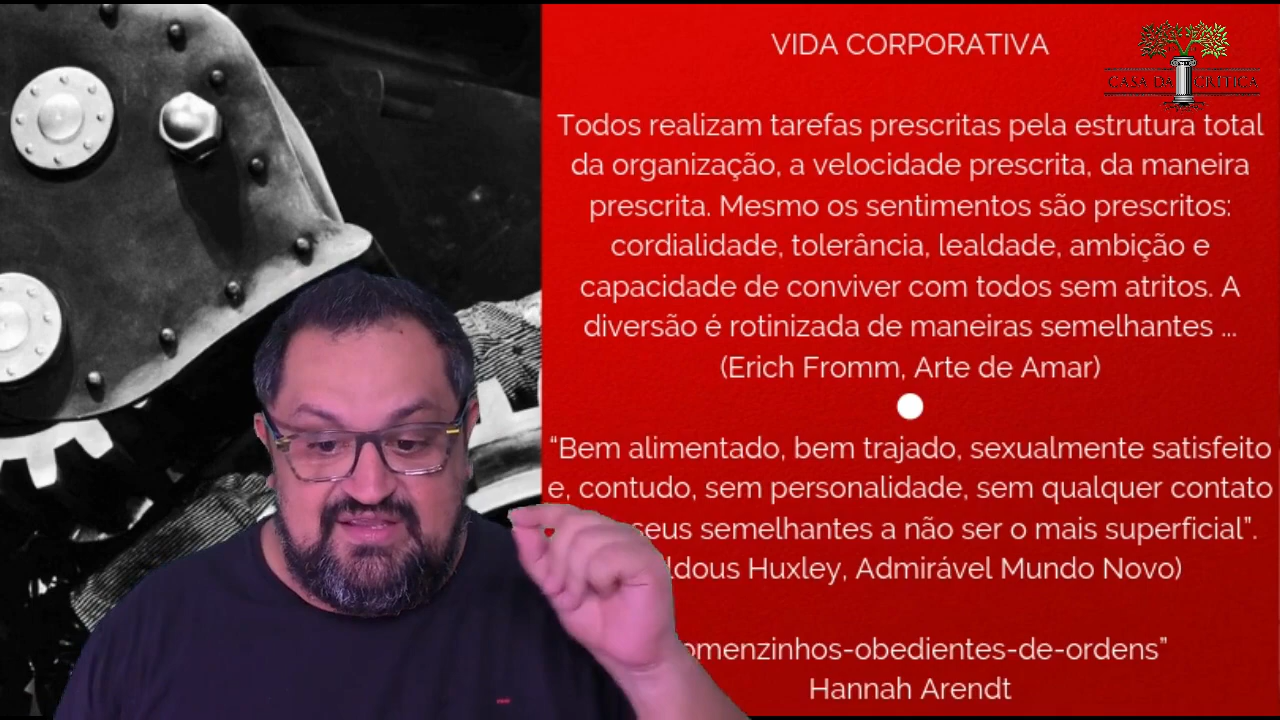 VIDA CORPORATIVA
CASA DA CRÍTICA
Todos realizam tarefas prescritas pela estrutura total
da organização, a velocidade prescrita, da maneira
prescrita. Mesmo os sentimentos são prescritos:
cordialidade, tolerância, lealdade, ambição e
capacidade de conviver com todos sem atritos. A
diversão é rotinizada de maneiras semelhantes ...
(Erich Fromm, Arte de Amar)
“Bem alimentado, bem trajado, sexualmente satisfeito
e, contudo, sem personalidade, sem qualquer contato
seus semelhantes a não ser o mais superficial”.
ldous Huxley, Admirável Mundo Novo)
omenzinhos-obedientes-de-ordens”
Hannah Arendt